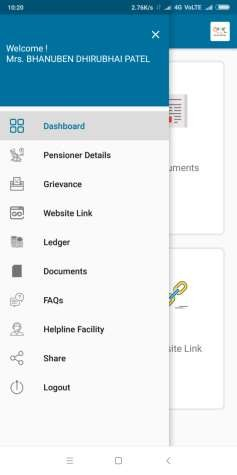 10:20
2.76K/s 4G VoLTE
Welcome !
Mrs. BHANUBEN DHIRUBHAI PATEL
Dashboard
Pensioner Details
Grievance
GO
Website Link
Ledger
Documents
FAQs
Helpline Facility
Share
Logout
uments
site Link